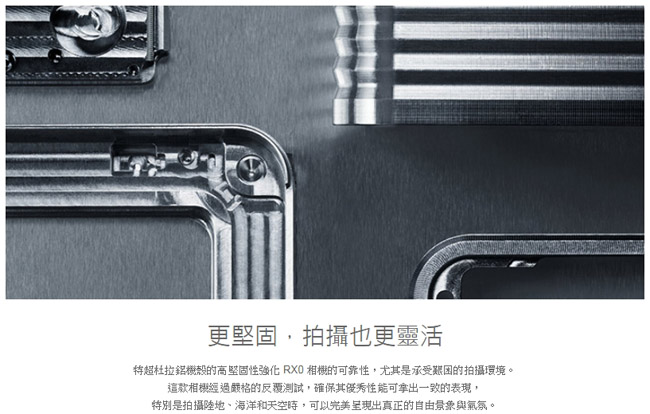 更堅固，拍攝也更靈活
特超杜拉鋁機殼的高堅固性強化 RX0 相機的可靠性，尤其是承受艱困的拍攝環境。
這款相機經過嚴格的反覆測試，確保其優秀性能可拿出一致的表現，
特別是拍攝陸地、海洋和天空時，可以完美呈現出真正的自由景象與氣氛。